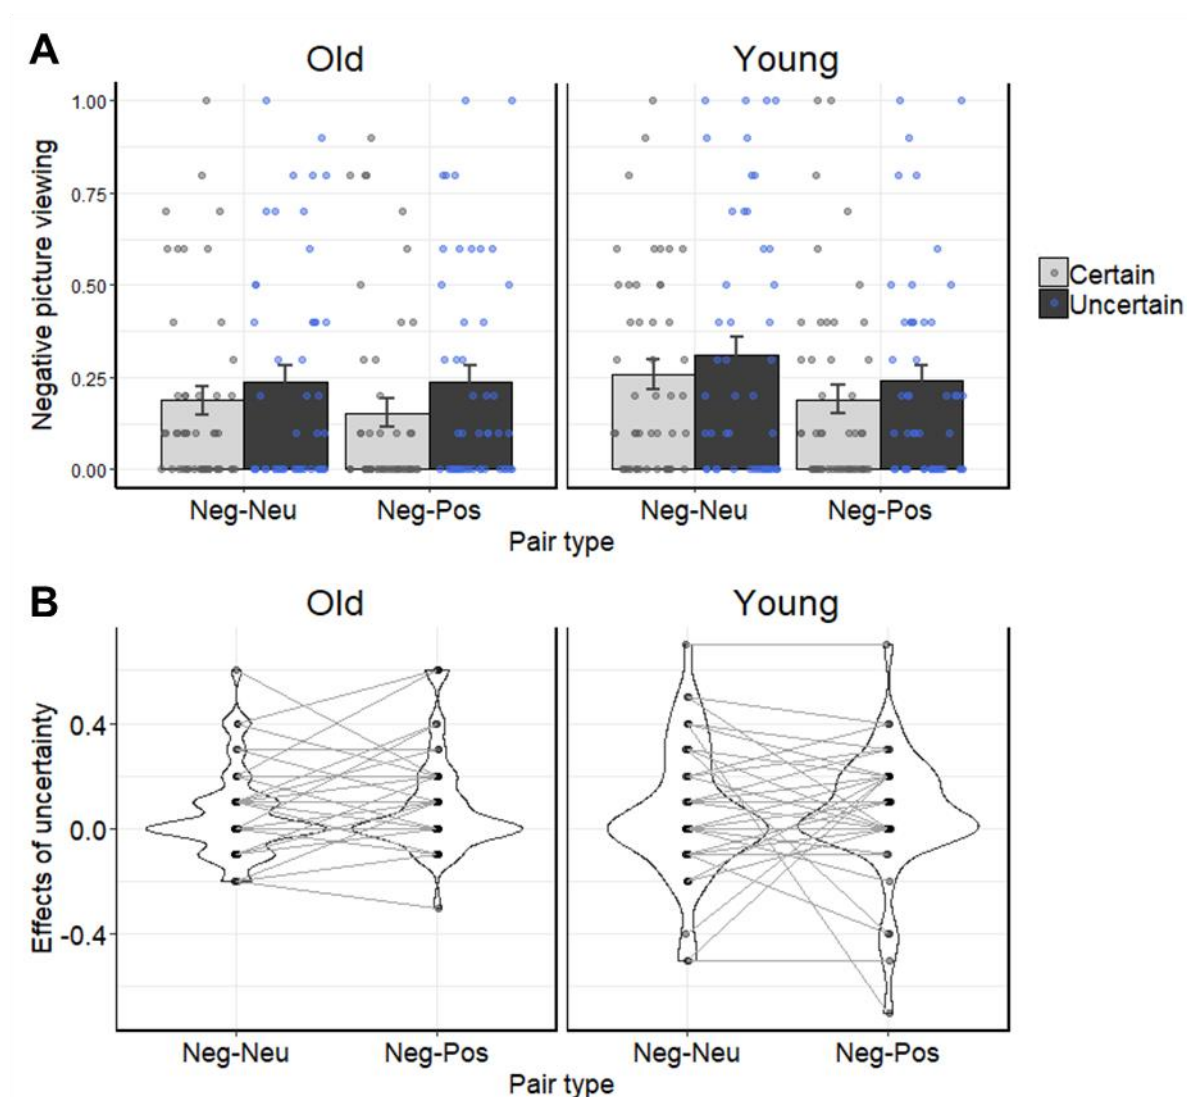 A
Old
Young
Negative picture viewing
1.00
0.75
0.50
0.25
0.00
Neg-Neu
Neg-Pos
Neg-Neu
Neg-Pos
Pair type
Certain
Uncertain
B
Old
Young
Effects of uncertainty
0.4
0.0
-0.4
Neg-Neu
Neg-Pos
Neg-Neu
Neg-Pos
Pair type